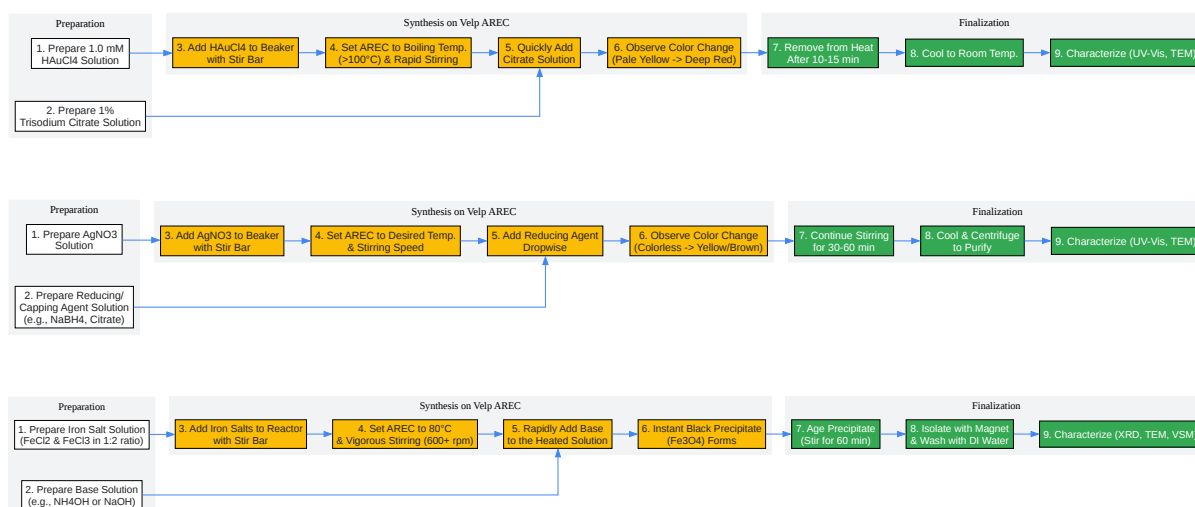 Preparation
Synthesis on Velp AREC
Finalization
1. Prepare 1.0 mM
HAuCl4 Solution
3. Add HAuCl4 to Beaker
with Stir Bar
4. Set AREC to Boiling Temp.
(>100°C) & Rapid Stirring
5. Quickly Add
Citrate Solution
6. Observe Color Change
(Pale Yellow -> Deep Red)
7. Remove from Heat
After 10-15 min
8. Cool to Room Temp.
9. Characterize (UV-Vis, TEM)
2. Prepare 1%
Trisodium Citrate Solution
Preparation
Synthesis on Velp AREC
Finalization
1. Prepare AgNO3
Solution
3. Add AgNO3 to Beaker
with Stir Bar
4. Set AREC to Desired Temp.
& Stirring Speed
5. Add Reducing Agent
Dropwise
6. Observe Color Change
(Colorless -> Yellow/Brown)
7. Continue Stirring
for 30-60 min
8. Cool & Centrifuge
to Purify
9. Characterize (UV-Vis, TEM)
2. Prepare Reducing/
Capping Agent Solution
(e.g., NaBH4, Citrate)
Preparation
Synthesis on Velp AREC
Finalization
1. Prepare Iron Salt Solution
(FeCl2 & FeCl3 in 1:2 ratio)
3. Add Iron Salts to Reactor
with Stir Bar
4. Set AREC to 80°C
& Vigorous Stirring (600+ rpm)
5. Rapidly Add Base
to the Heated Solution
6. Instant Black Precipitate
(Fe3O4) Forms
7. Age Precipitate
(Stir for 60 min)
8. Isolate with Magnet
& Wash with DI Water
9. Characterize (XRD, TEM, VSM)
2. Prepare Base Solution
(e.g., NH4OH or NaOH)